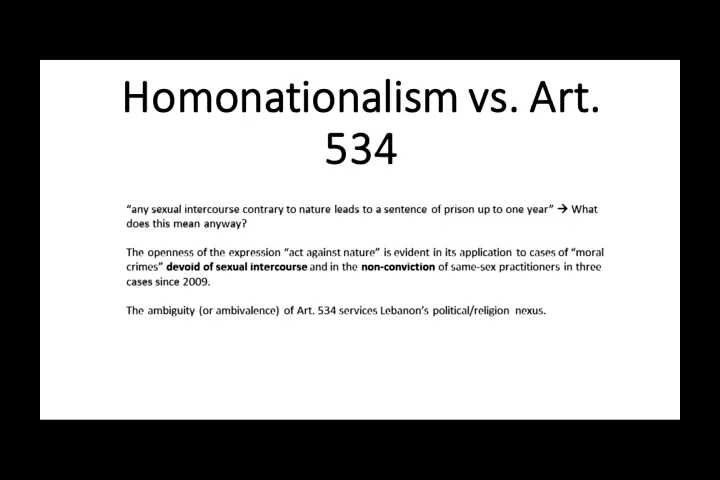 Homonationalism vs. Art.
534
“any sexual intercourse contrary to nature leads to a sentence of prison up to one year” → What
does this mean anyway?
The openness of the expression “act against nature” is evident in its application to cases of “moral
crimes” devoid of sexual intercourse and in the non-conviction of same-sex practitioners in three
cases since 2009.
The ambiguity (or ambivalence) of Art. 534 services Lebanon’s political/religion nexus.